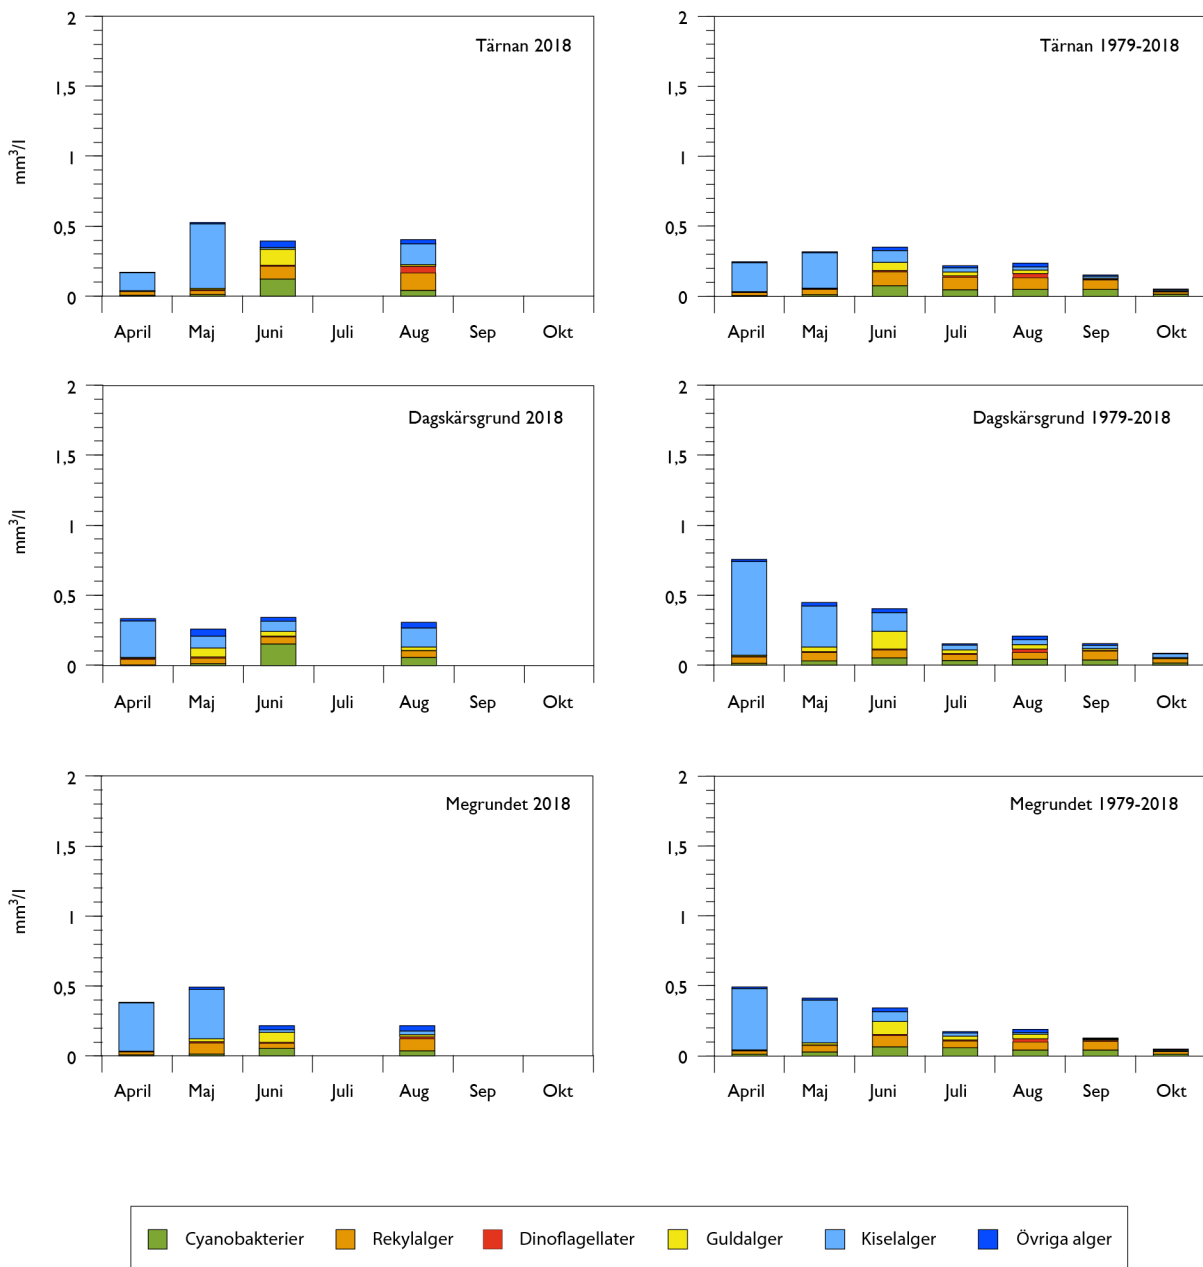 2
1,5
1
0,5
0
mm³/l
Tärnan 2018
April Maj Juni Juli Aug Sep Okt
2
1,5
1
0,5
0
Tärnan 1979-2018
April Maj Juni Juli Aug Sep Okt
2
1,5
1
0,5
0
mm³/l
Dagskärsgrund 2018
April Maj Juni Juli Aug Sep Okt
2
1,5
1
0,5
0
Dagskärsgrund 1979-2018
April Maj Juni Juli Aug Sep Okt
2
1,5
1
0,5
0
mm³/l
Megrundet 2018
April Maj Juni Juli Aug Sep Okt
2
1,5
1
0,5
0
Megrundet 1979-2018
April Maj Juni Juli Aug Sep Okt
Cyanobakterier Rekylalger Dinoflagellater Guldalger Kiselalger Övriga alger